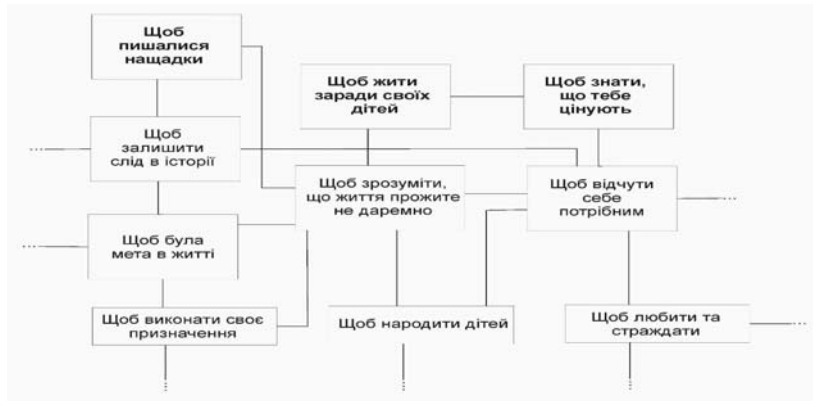 Щоб
пишалися
нащадки
Щоб жити
заради своїх
дітей
Щоб знати,
що тебе
цінують
Щоб
залишити
слід в історії
Щоб зрозуміти,
що життя прожите
не даремно
Щоб відчути
себе
потрібним
Щоб була
мета в житті
Щоб виконати своє
призначення
Щоб народити дітей
Щоб любити та
страждати